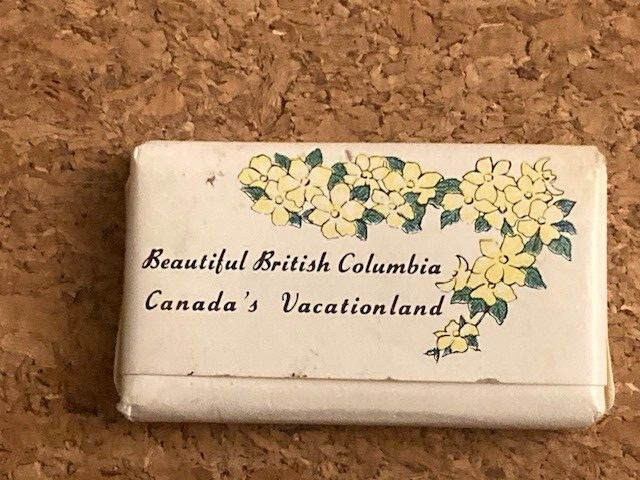 Beautiful British Columbia
Canada's Vacationland